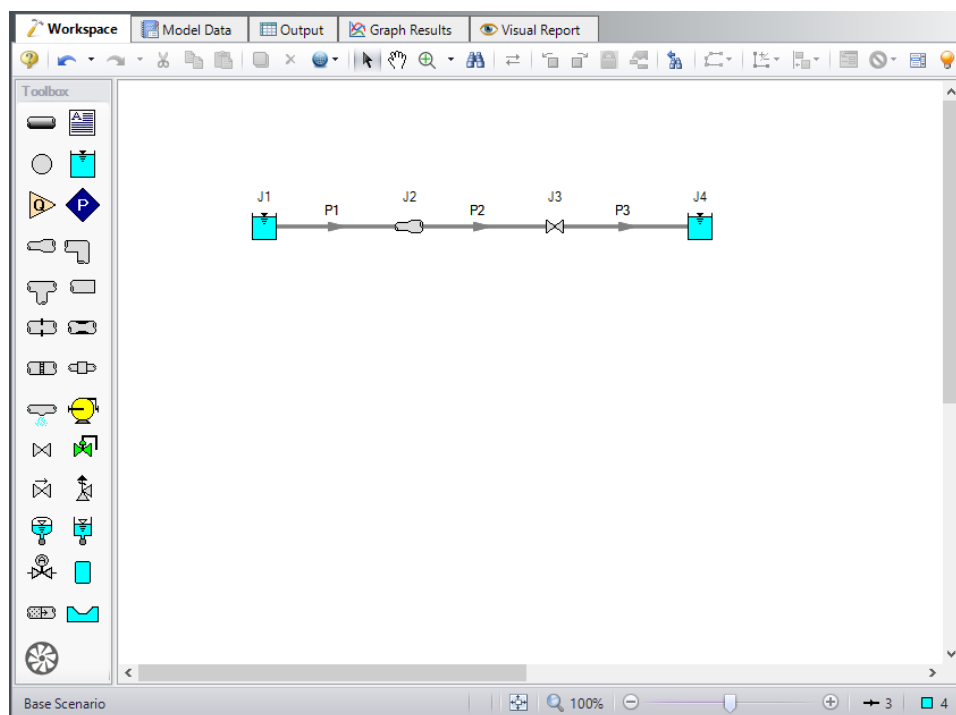 Workspace Model Data Output Graph Results Visual Report
Toolbox
A
Q P
J1 J2 J3 J4
P1 P2 P3
A
Base Scenario 100% 3 4